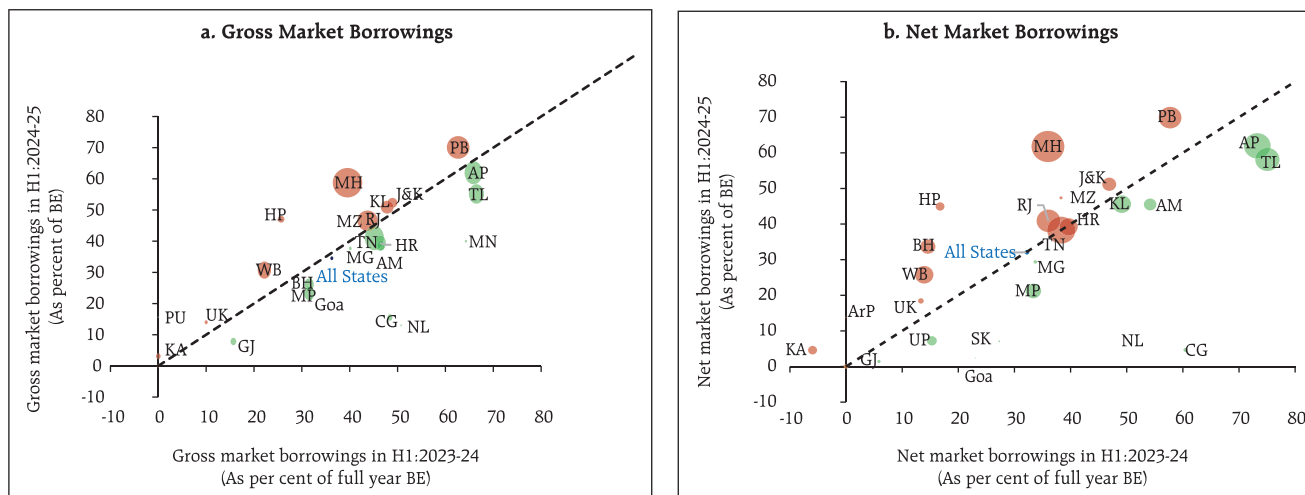 a. Gross Market Borrowings
Gross market borrowings in H1:2024-25
(As percent of BE)
80
70
60
50
40
30
20
10
0
-10
-10 0 10 20 30 40 50 60 70 80
PB
AP
TL
MH
KL
J&K
HP
MZ
RJ
TN
HR
MN
MG
AM
All States
WB
BH
MP
Goa
PU
UK
CG
NL
KA
GJ
Gross market borrowings in H1:2023-24
(As per cent of full year BE)
b. Net Market Borrowings
Net market borrowings in H1:2024-25
(As percent of BE)
80
70
60
50
40
30
20
10
0
-10
-10 0 10 20 30 40 50 60 70 80
PB
MH
AP
TL
J&K
MZ
HP
RJ
KL
AM
HR
BH
TN
All States
MG
WB
MP
UK
ArP
UP
SK
NL
KA
GJ
CG
Goa
Net market borrowings in H1:2023-24
(As per cent of full year BE)